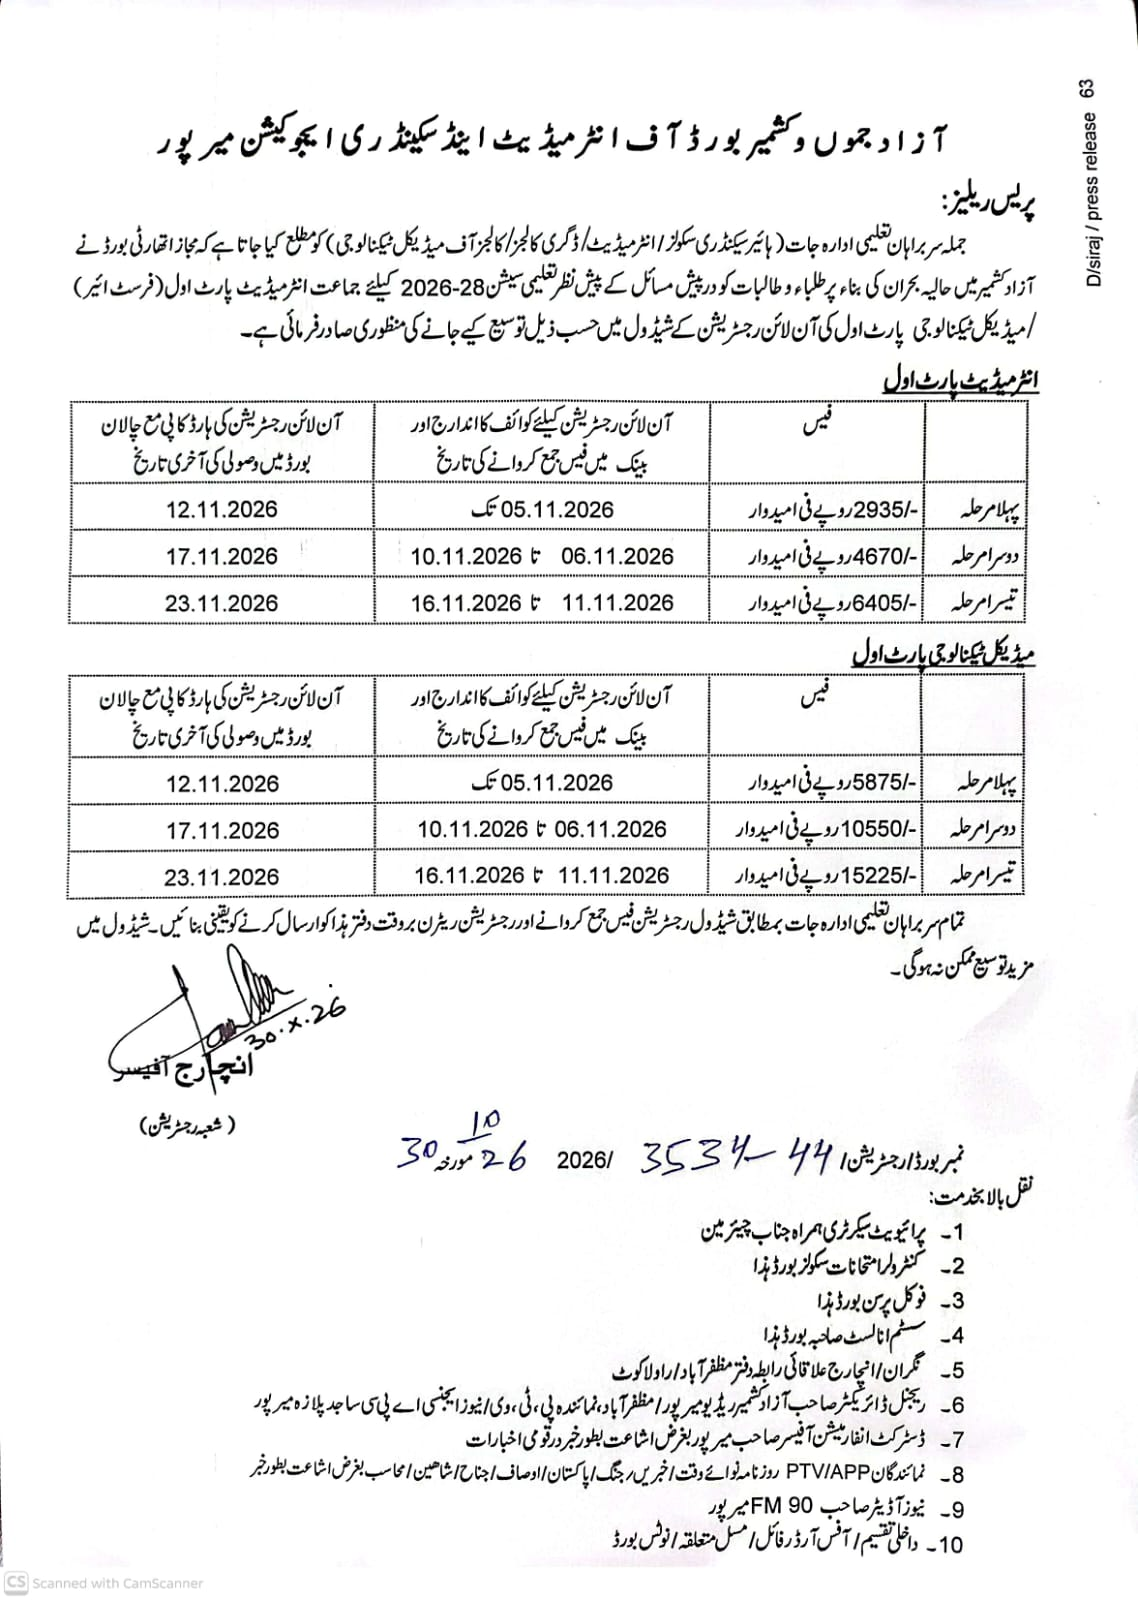 D/siraj / press release 63
آزاد جموں و کشمیر بورڈ آف انٹرمیڈیٹ اینڈ سکینڈری ایجوکیشن میرپور
پریس ریلیز:
جملہ سربراہان تعلیمی ادارہ جات (ہائیر سیکنڈری سکولز/انٹرمیڈیٹ/ڈگری کالجز/کالجز آف میڈیکل ٹیکنالوجی) کو مطلع کیا جاتا ہے کہ مجاز اتھارٹی بورڈ نے
آزاد کشمیر میں حالیہ بحران کی بناء پر طلباء و طالبات کو درپیش مسائل کے پیش نظر تعلیمی سیشن 28-2026 کیلئے جماعت انٹرمیڈیٹ پارٹ اول (فرسٹ ائیر)
/میڈیکل ٹیکنالوجی پارٹ اول کی آن لائن رجسٹریشن کے شیڈول میں حسب ذیل توسیع کیے جانے کی منظوری صادر فرمائی ہے۔
انٹرمیڈیٹ پارٹ اول
فیس آن لائن رجسٹریشن کیلئے کوائف کا اندارج اور آن لائن رجسٹریشن کی ہارڈ کاپی مع چالان
بینک میں فیس جمع کروانے کی تاریخ بورڈ میں وصولی کی آخری تاریخ
پہلا مرحلہ 2935/- روپے فی امیدوار 05.11.2026 تک 12.11.2026
دوسرا مرحلہ 4670/- روپے فی امیدوار 06.11.2026 تا 10.11.2026 17.11.2026
تیسرا مرحلہ 6405/- روپے فی امیدوار 11.11.2026 تا 16.11.2026 23.11.2026
میڈیکل ٹیکنالوجی پارٹ اول
فیس آن لائن رجسٹریشن کیلئے کوائف کا اندارج اور آن لائن رجسٹریشن کی ہارڈ کاپی مع چالان
بینک میں فیس جمع کروانے کی تاریخ بورڈ میں وصولی کی آخری تاریخ
پہلا مرحلہ 5875/- روپے فی امیدوار 05.11.2026 تک 12.11.2026
دوسرا مرحلہ 10550/- روپے فی امیدوار 06.11.2026 تا 10.11.2026 17.11.2026
تیسرا مرحلہ 15225/- روپے فی امیدوار 11.11.2026 تا 16.11.2026 23.11.2026
تمام سربراہان تعلیمی ادارہ جات بمطابق شیڈول رجسٹریشن فیس جمع کروانے اور رجسٹریشن ریٹرن بروقت دفتر ہذا کو ارسال کرنے کو یقینی بنائیں۔ شیڈول میں
مزید توسیع ممکن نہ ہوگی۔
30.X.26
انچارج آفیسر
(شعبہ رجسٹریشن)
نمبر بورڈ/رجسٹریشن/ 3534-44 /2026 مورخہ 30/10/26
نقل بالا بخدمت:
1۔ پرائیویٹ سیکرٹری ہمراہ جناب چیئرمین
2۔ کنٹرولر امتحانات سکولز بورڈ ہذا
3۔ فوکل پرسن بورڈ ہذا
4۔ سسٹم انالسٹ صاحبہ بورڈ ہذا
5۔ نگران/انچارج علاقائی رابطہ دفتر مظفرآباد/راولاکوٹ
6۔ ریجنل ڈائریکٹر صاحب آزاد کشمیر ریڈیو میرپور/مظفرآباد، نمائندہ پی، ٹی، وی/نیوز ایجنسی اے پی سی ساجد پلازہ میرپور
7۔ ڈسٹرکٹ انفارمیشن آفیسر صاحب میرپور بغرض اشاعت بطور خبر در قومی اخبارات
8۔ نمائندگان PTV/APP روزنامہ نوائے وقت/خبریں/جنگ/پاکستان/اوصاف/جناح/شاھین/محاسب بغرض اشاعت بطور خبر
9۔ نیوز آڈیٹر صاحب FM 90 میرپور
10۔ داخلی تقسیم/آفس آرڈر فائل/مسل متعلقہ/نوٹس بورڈ
CS Scanned with CamScanner